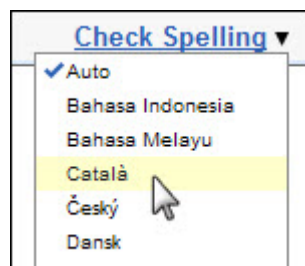 Check Spelling ▼
✓Auto
Bahasa Indonesia
Bahasa Melayu
Català
Český
Dansk